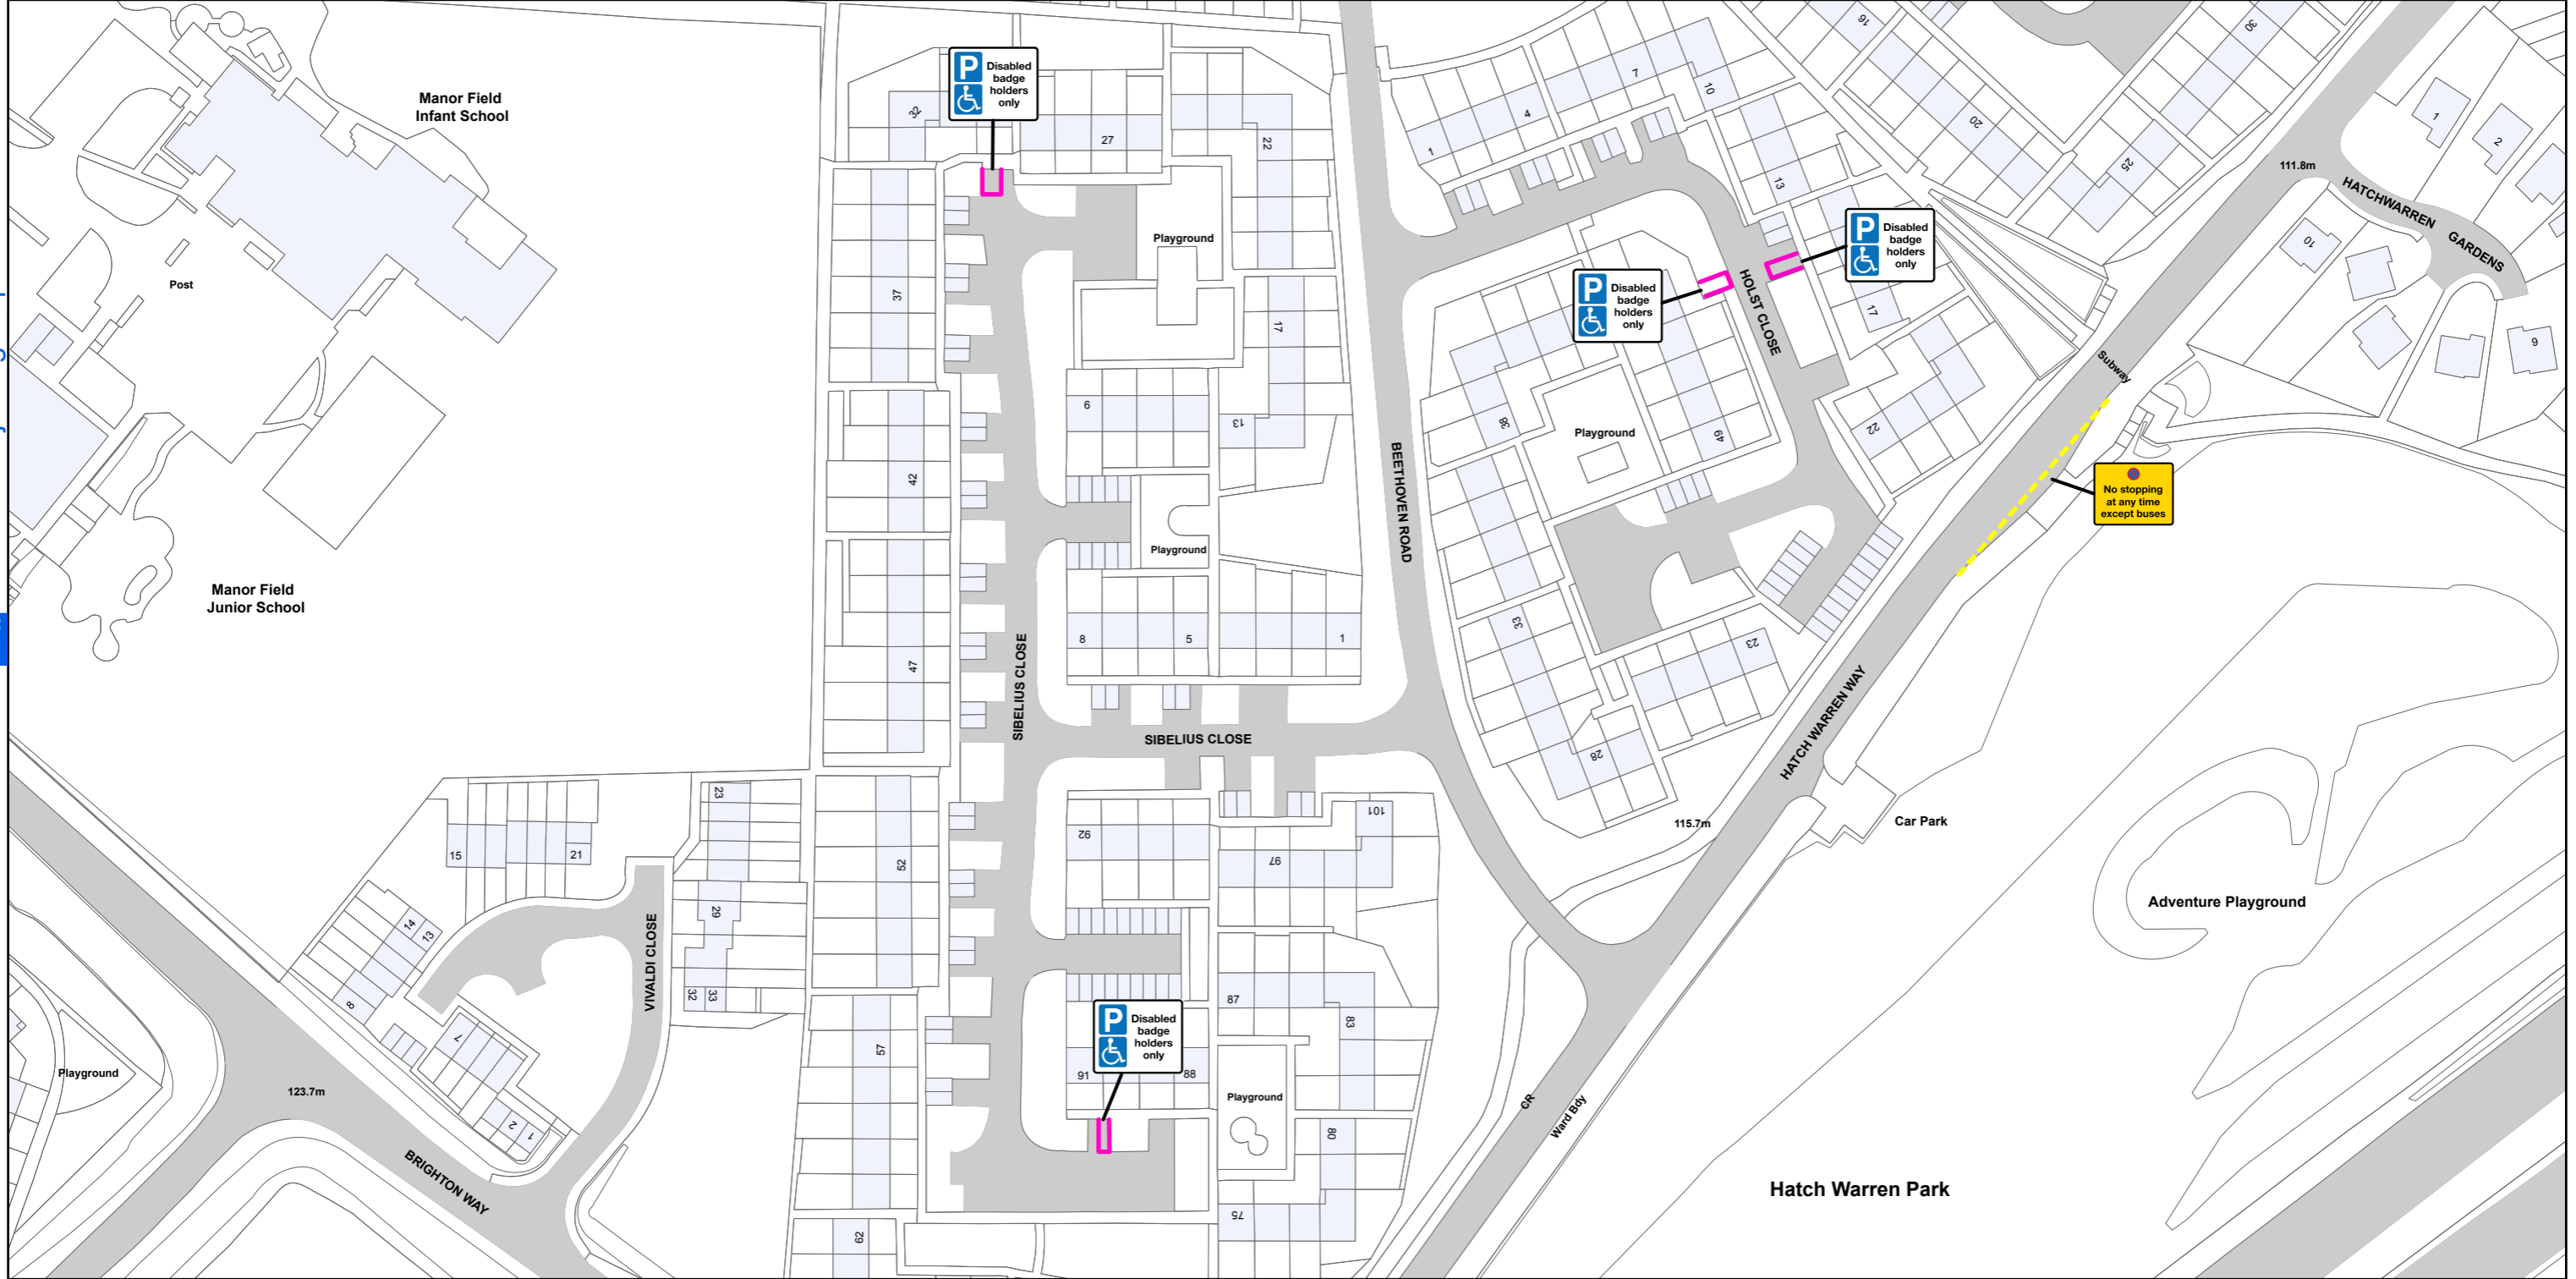 Manor Field
Infant School
Post
Manor Field
Junior School
P
Disabled
badge
holders
only
32
27
22
37
Playground
17
6
13
42
Playground
47
8
5
1
SIBELIUS CLOSE
SIBELIUS CLOSE
BEETHOVEN ROAD
1
4
7
10
13
16
20
25
30
P
Disabled
badge
holders
only
P
Disabled
badge
holders
only
HOLST CLOSE
17
22
38
49
Playground
33
23
28
111.8m
HATCHWARREN
GARDENS
1
2
10
9
Subway
No stopping
at any time
except buses
HATCH WARREN WAY
115.7m
Car Park
Adventure Playground
Hatch Warren Park
CR
Ward Bdy
23
29
32
33
15
21
14
13
8
7
2
1
VIVALDI CLOSE
Playground
123.7m
BRIGHTON WAY
52
57
62
92
101
97
87
83
P
Disabled
badge
holders
only
91
88
Playground
80
75